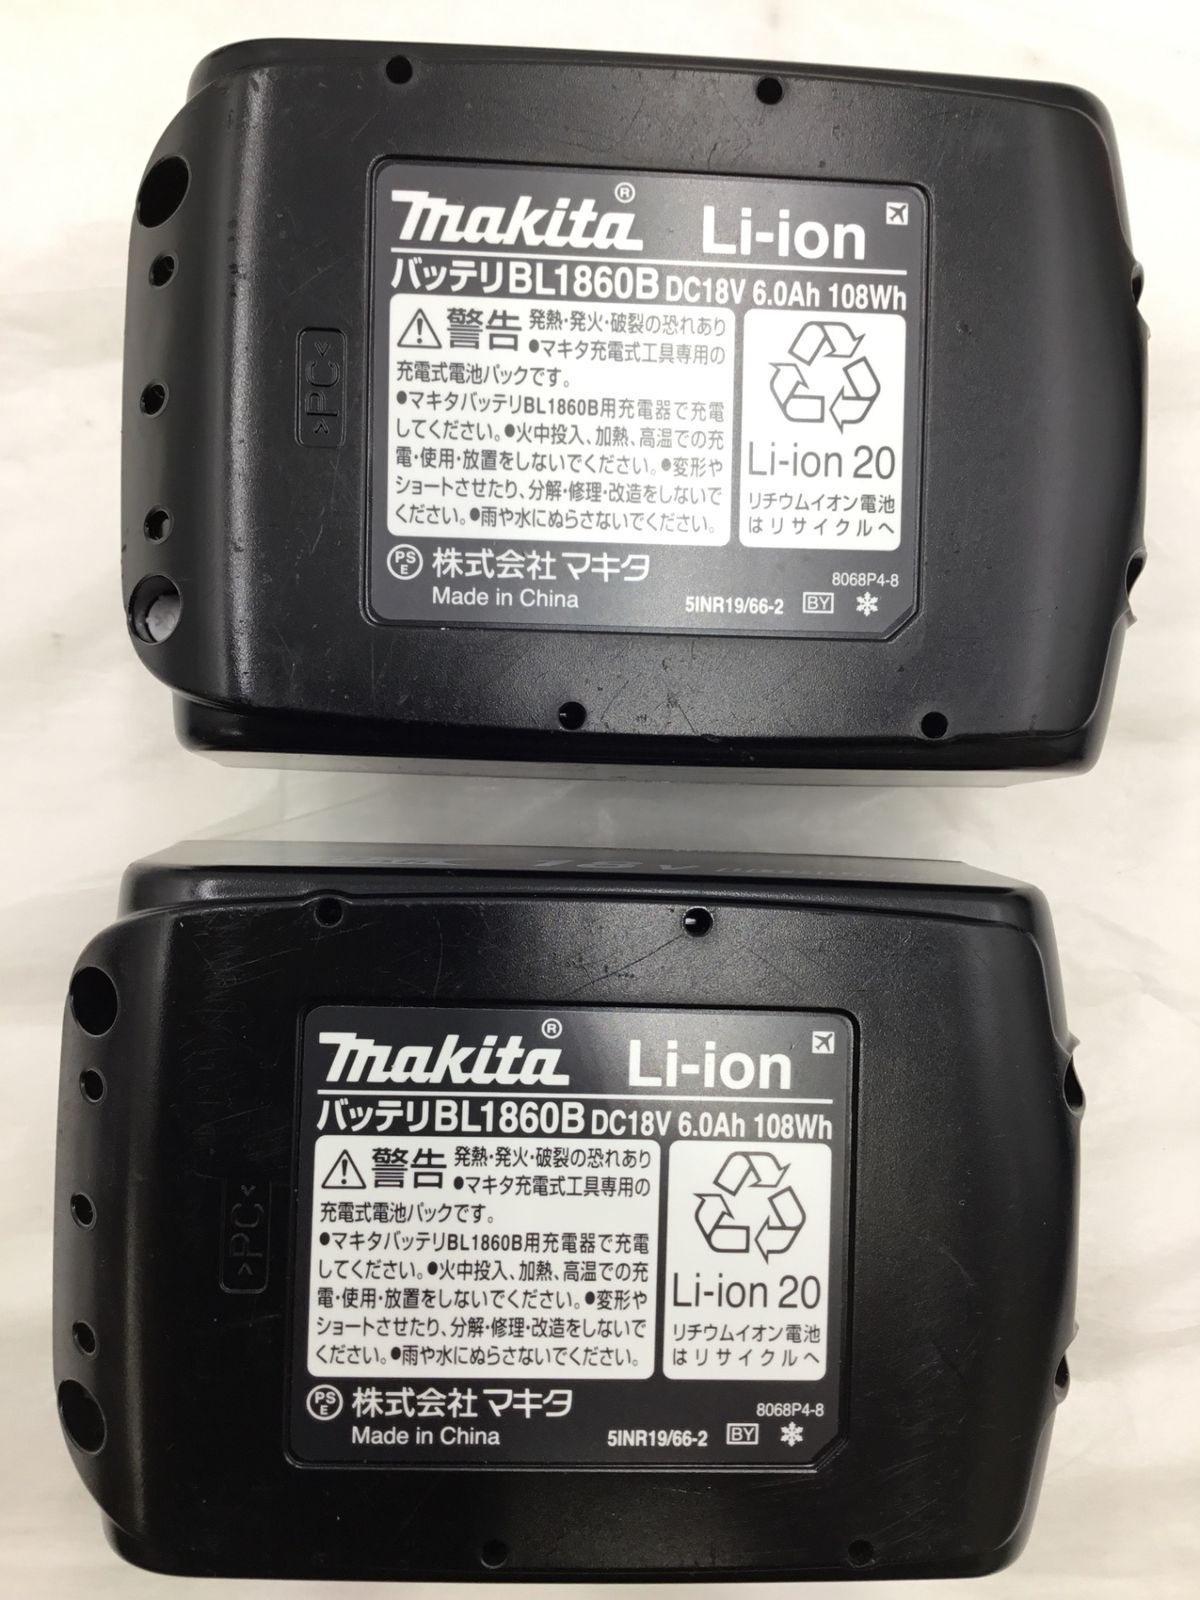 makita®
Li-ion
バッテリBL1860B DC18V 6.0Ah 108Wh
警告 発熱・発火・破裂の恐れあり
●マキタ充電式工具専用の
充電式電池パックです。
●マキタバッテリBL1860B用充電器で充電
してください。●火中投入、加熱、高温での充
電・使用・放置をしないでください。●変形や
ショートさせたり、分解・修理・改造をしないで
ください。●雨や水にぬらさないでください。
Li-ion 20
リチウムイオン電池
はリサイクルへ
PSE 株式会社マキタ
8068P4-8
Made in China
5INR19/66-2 BY
>PC<
18V
makita®
Li-ion
バッテリBL1860B DC18V 6.0Ah 108Wh
警告 発熱・発火・破裂の恐れあり
●マキタ充電式工具専用の
充電式電池パックです。
●マキタバッテリBL1860B用充電器で充電
してください。●火中投入、加熱、高温での充
電・使用・放置をしないでください。●変形や
ショートさせたり、分解・修理・改造をしないで
ください。●雨や水にぬらさないでください。
Li-ion 20
リチウムイオン電池
はリサイクルへ
PSE 株式会社マキタ
8068P4-8
Made in China
5INR19/66-2 BY
>PC<